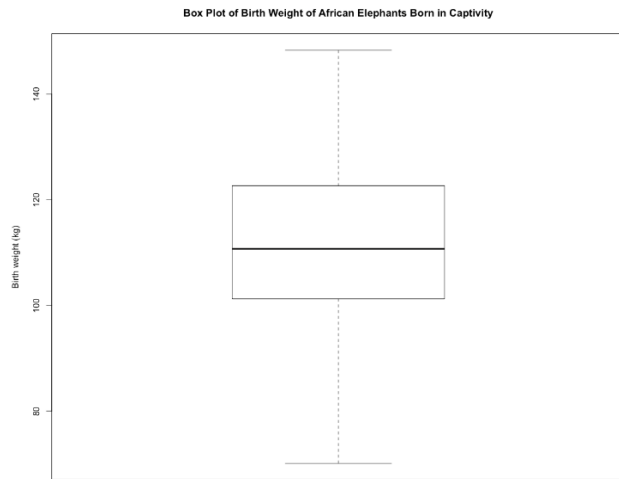 Box Plot of Birth Weight of African Elephants Born in Captivity
140
120
100
80
Birth weight (kg)